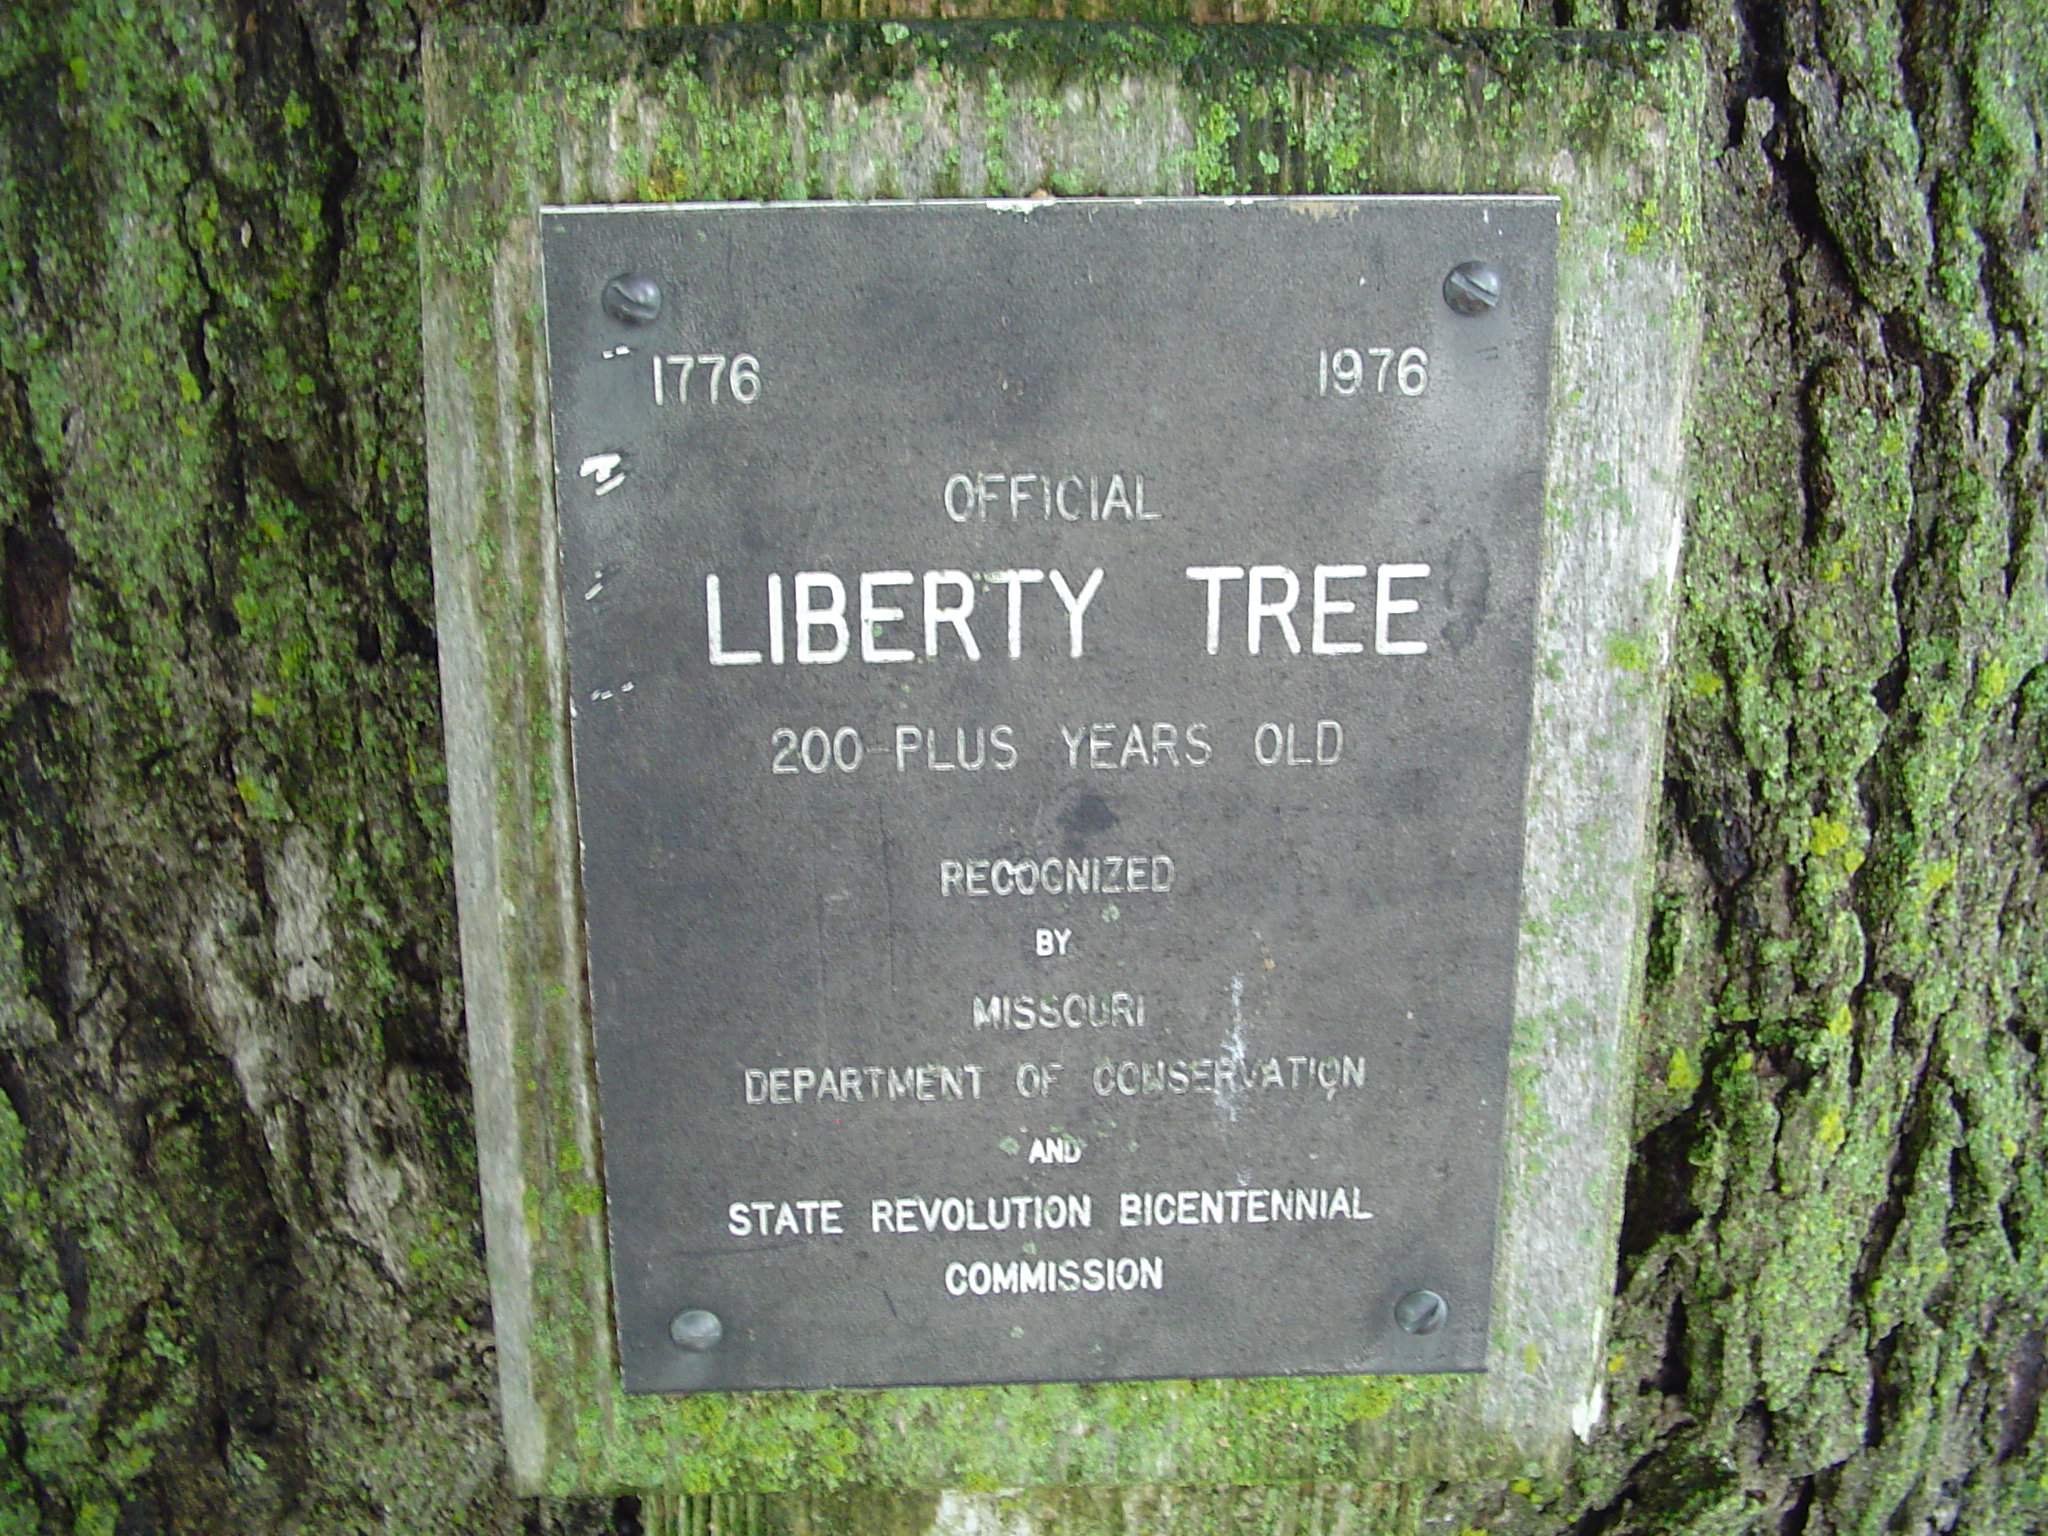 1776 1976
OFFICIAL
LIBERTY TREE
200-PLUS YEARS OLD
RECOGNIZED
BY
MISSOURI
DEPARTMENT OF CONSERVATION
AND
STATE REVOLUTION BICENTENNIAL
COMMISSION